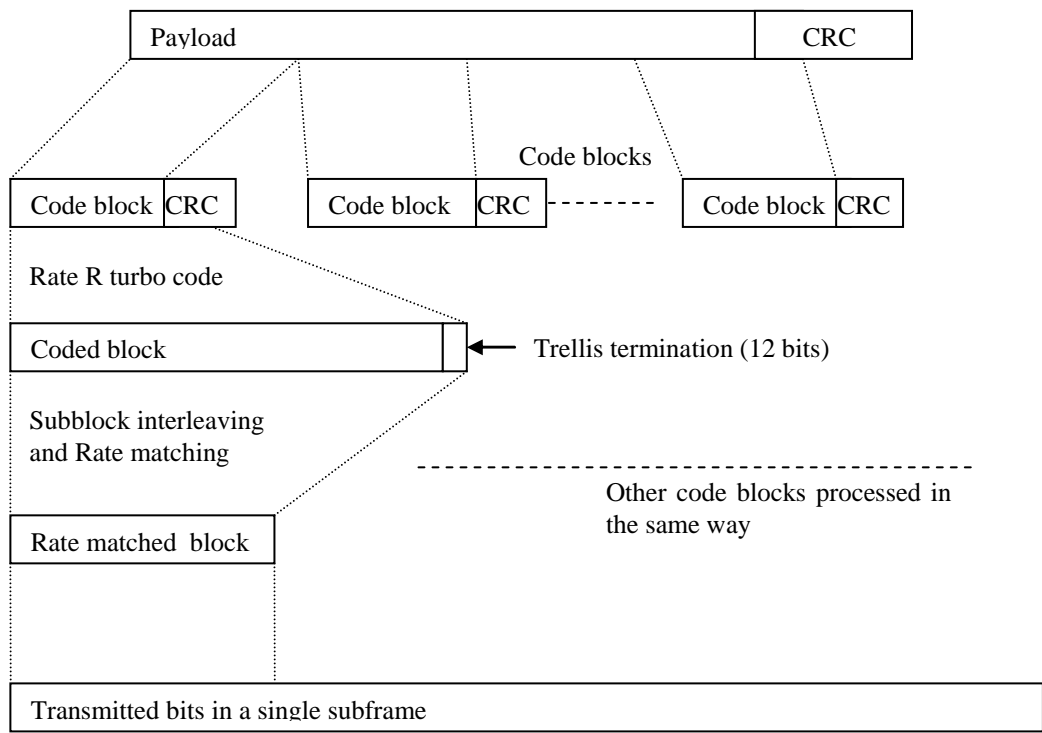 Payload CRC
Code blocks
Code block CRC Code block CRC Code block CRC
Rate R turbo code
Coded block
Trellis termination (12 bits)
Subblock interleaving
and Rate matching
Other code blocks processed in
the same way
Rate matched block
Transmitted bits in a single subframe